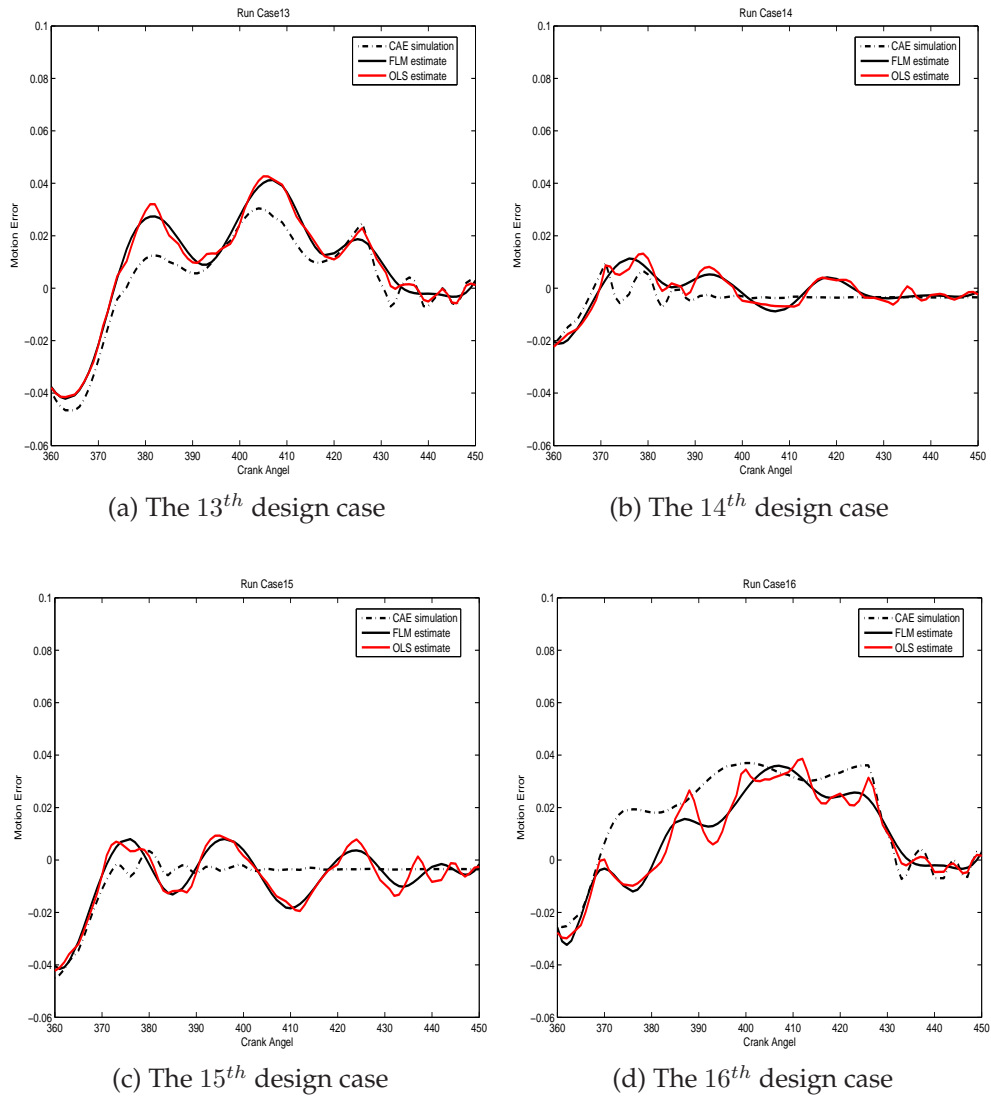 Run Case13
CAE simulation
FLM estimate
OLS estimate
0.1
0.08
0.06
0.04
0.02
0
−0.02
−0.04
−0.06
Motion Error
360 370 380 390 400 410 420 430 440 450
Crank Angel
(a) The 13th design case
Run Case14
CAE simulation
FLM estimate
OLS estimate
0.1
0.08
0.06
0.04
0.02
0
−0.02
−0.04
−0.06
Motion Error
360 370 380 390 400 410 420 430 440 450
Crank Angel
(b) The 14th design case
Run Case15
CAE simulation
FLM estimate
OLS estimate
0.1
0.08
0.06
0.04
0.02
0
−0.02
−0.04
−0.06
Motion Error
360 370 380 390 400 410 420 430 440 450
Crank Angel
(c) The 15th design case
Run Case16
CAE simulation
FLM estimate
OLS estimate
0.1
0.08
0.06
0.04
0.02
0
−0.02
−0.04
−0.06
Motion Error
360 370 380 390 400 410 420 430 440 450
Crank Angel
(d) The 16th design case